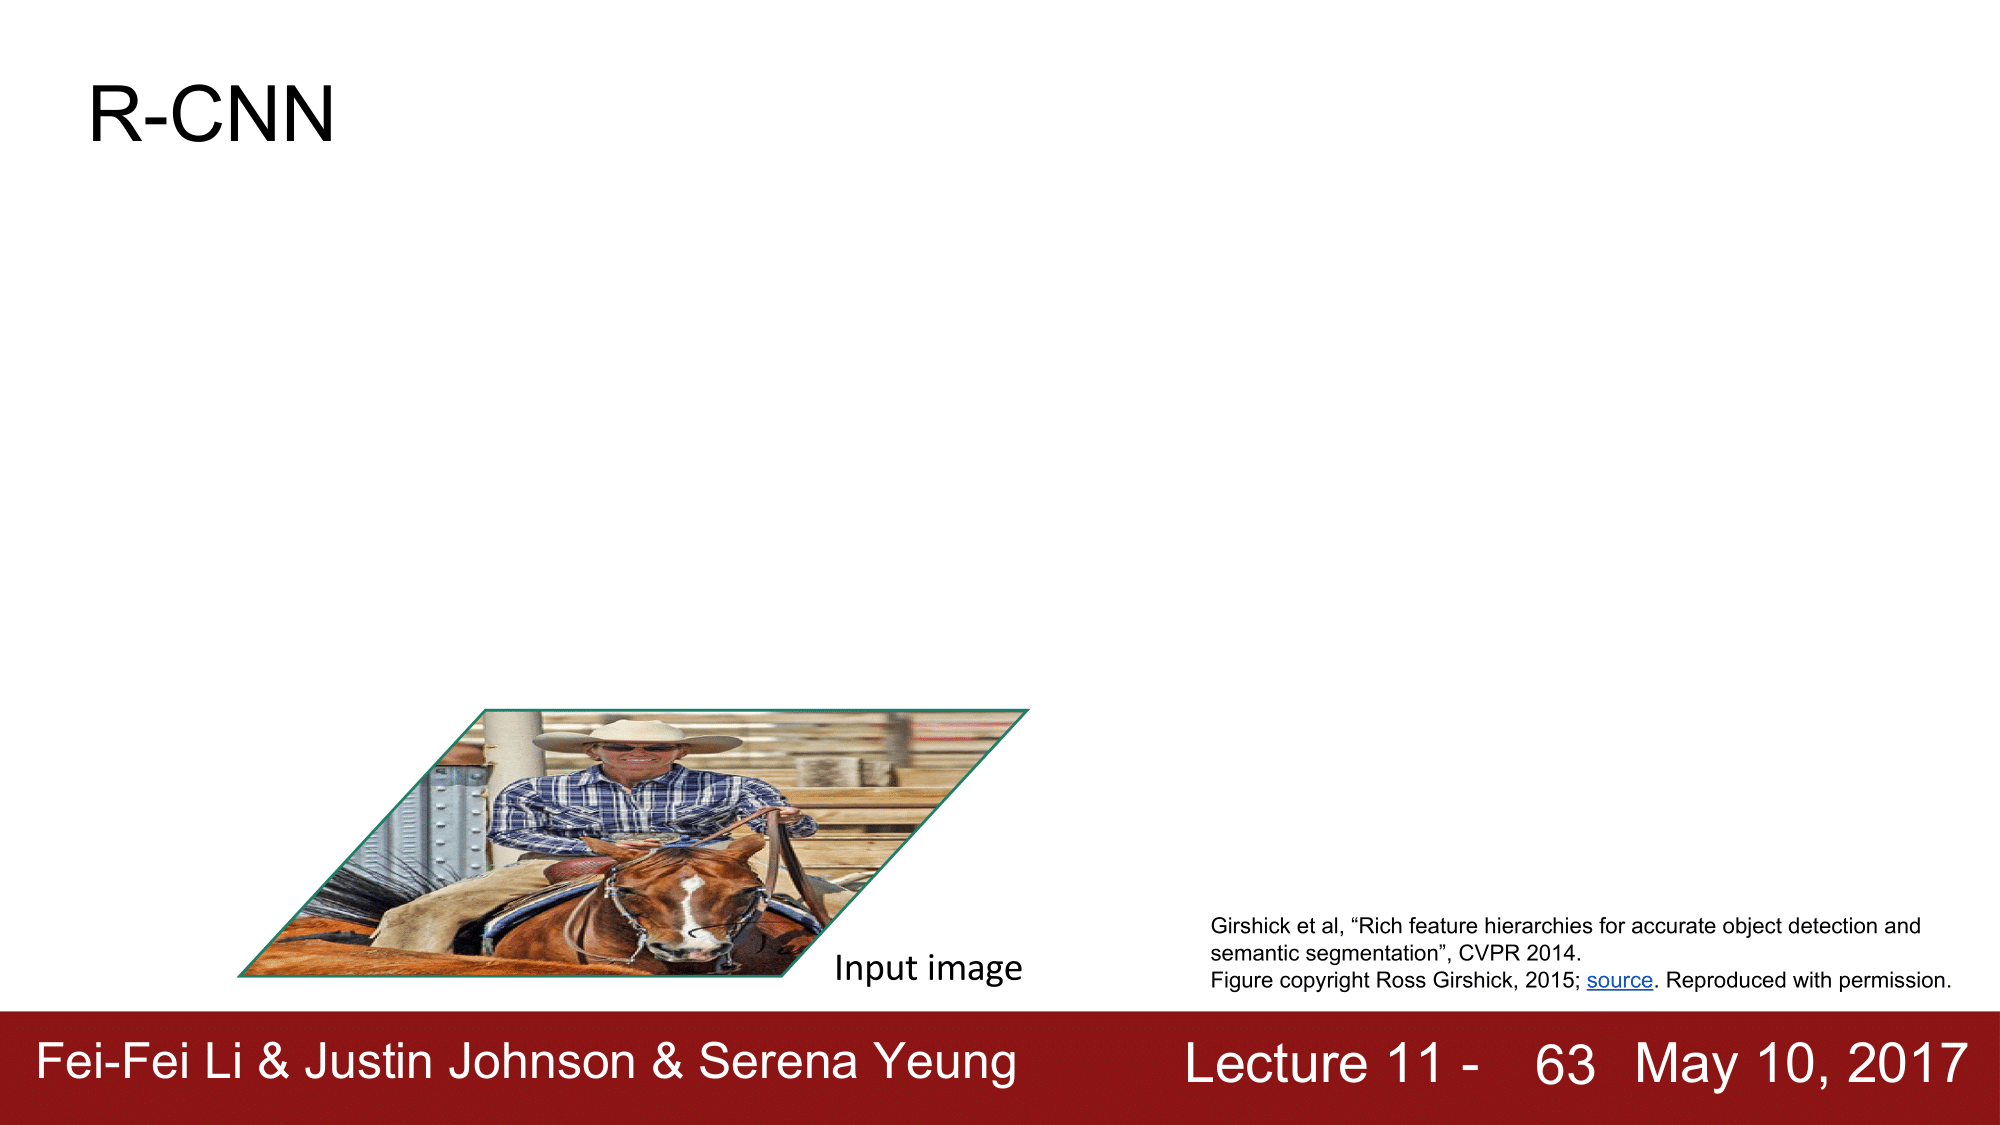 R-CNN
Input image
Girshick et al, “Rich feature hierarchies for accurate object detection and
semantic segmentation”, CVPR 2014.
Figure copyright Ross Girshick, 2015; source. Reproduced with permission.
Fei-Fei Li & Justin Johnson & Serena Yeung
Lecture 11 - 63 May 10, 2017